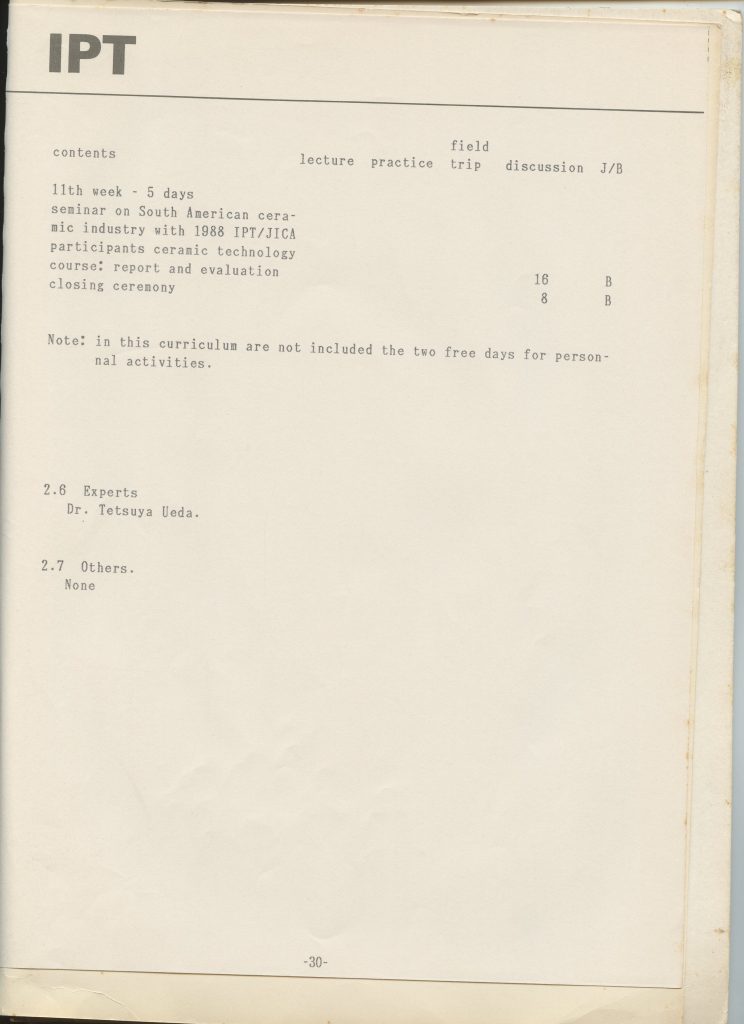 IPT
contents lecture practice field trip discussion J/B
11th week - 5 days
seminar on South American cera-
mic industry with 1988 IPT/JICA
participants ceramic technology
course: report and evaluation 16 B
closing ceremony 8 B
Note: in this curriculum are not included the two free days for person-
nal activities.
2.6 Experts
Dr. Tetsuya Ueda.
2.7 Others.
None
-30-